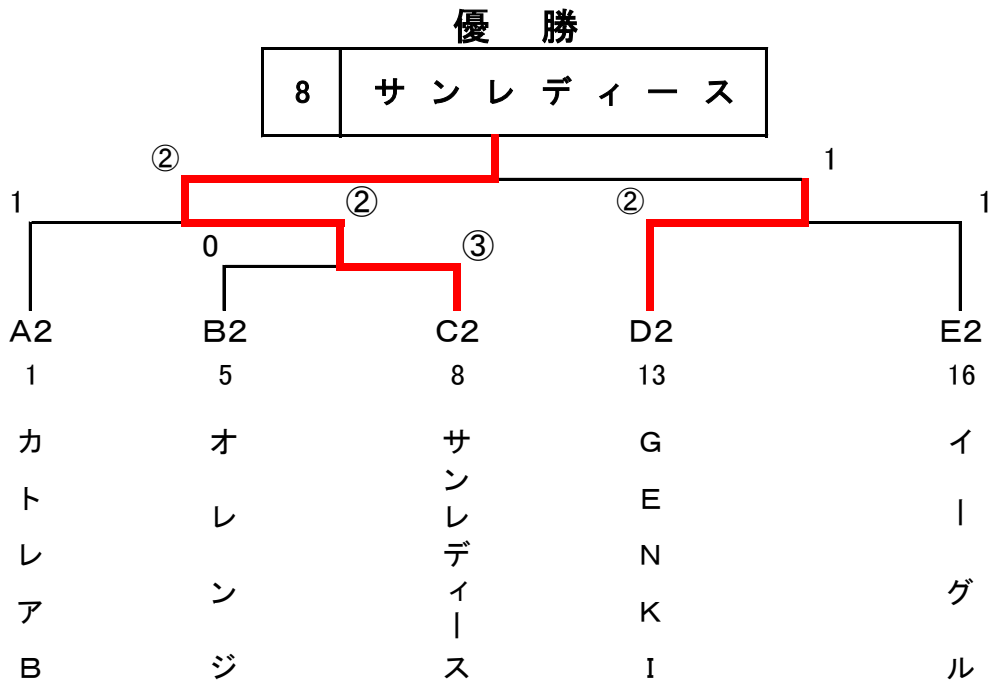 優 勝
8 サンレディース
② 1
1 ② ② 1
0 ③
A2 B2 C2 D2 E2
1 5 8 13 16
カトレアB
オレンジ
サンレディース
GENKI
イーグル